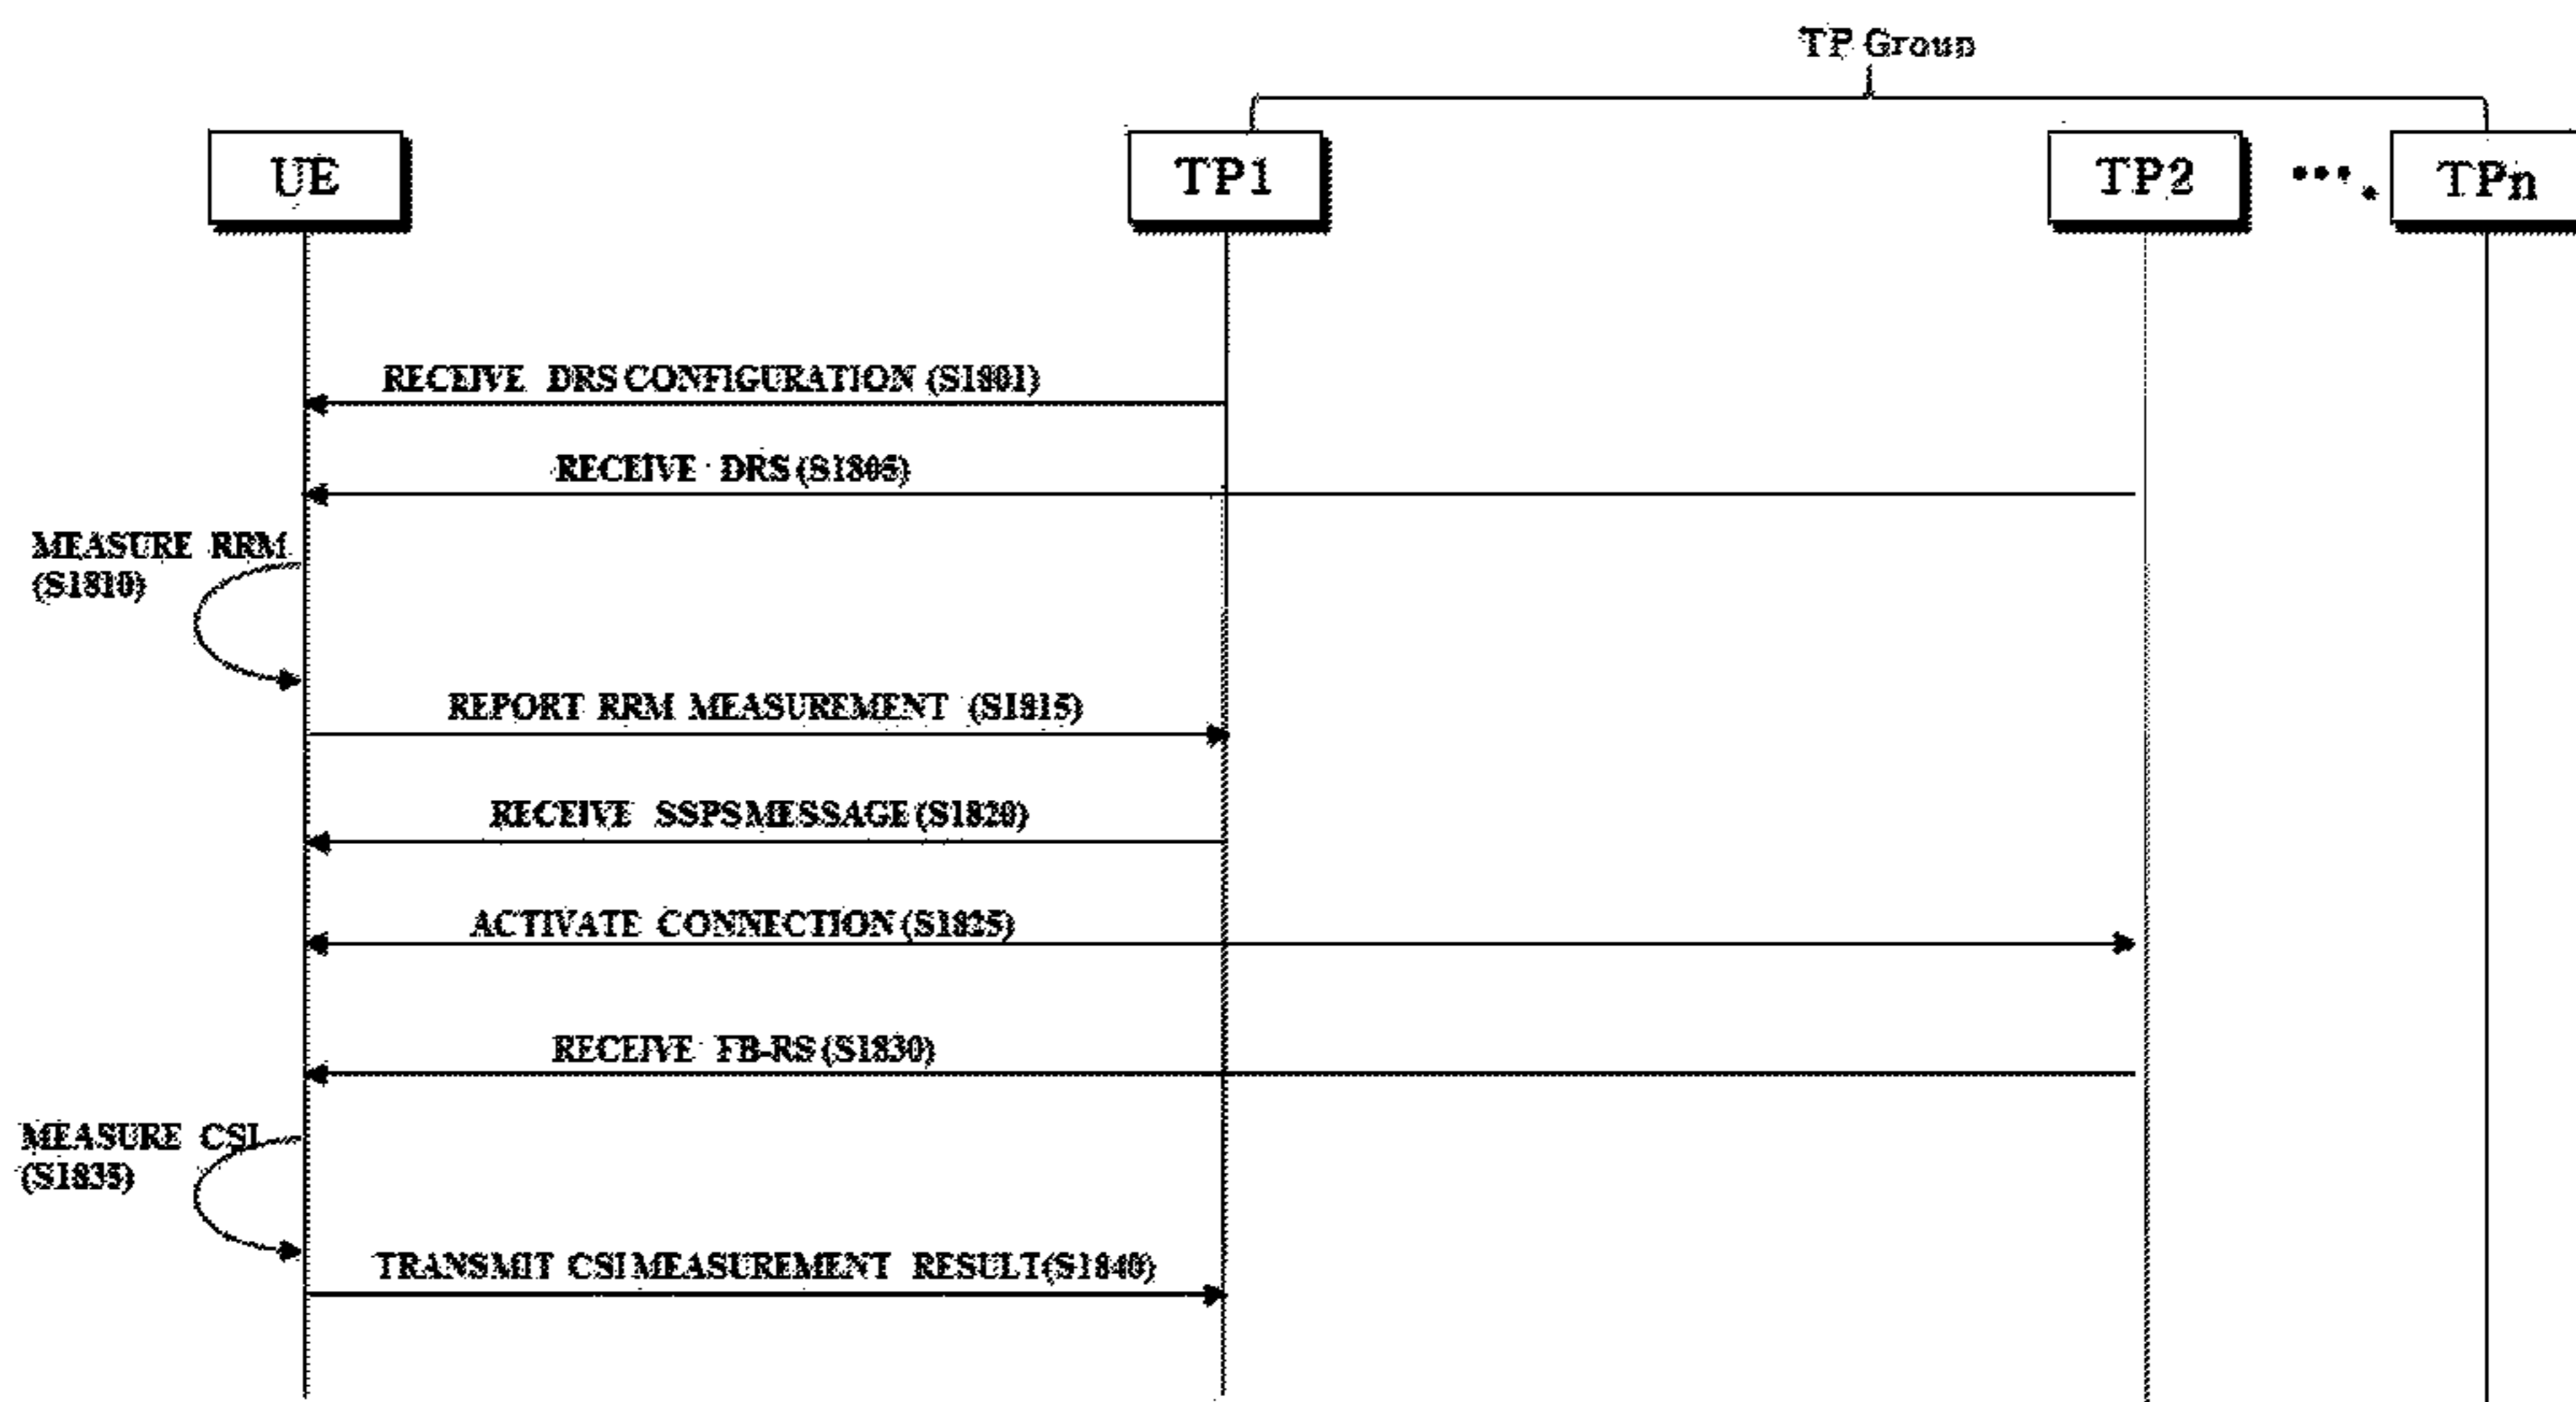 TP Group
UE
TP1
TP2
....
TPn
RECEIVE DRS CONFIGURATION (S1801)
RECEIVE DRS (S1805)
MEASURE RRM
(S1810)
REPORT RRM MEASUREMENT (S1815)
RECEIVE SSPS MESSAGE (S1820)
ACTIVATE CONNECTION (S1825)
RECEIVE FB-RS (S1830)
MEASURE CSI
(S1835)
TRANSMIT CSI MEASUREMENT RESULT(S1840)